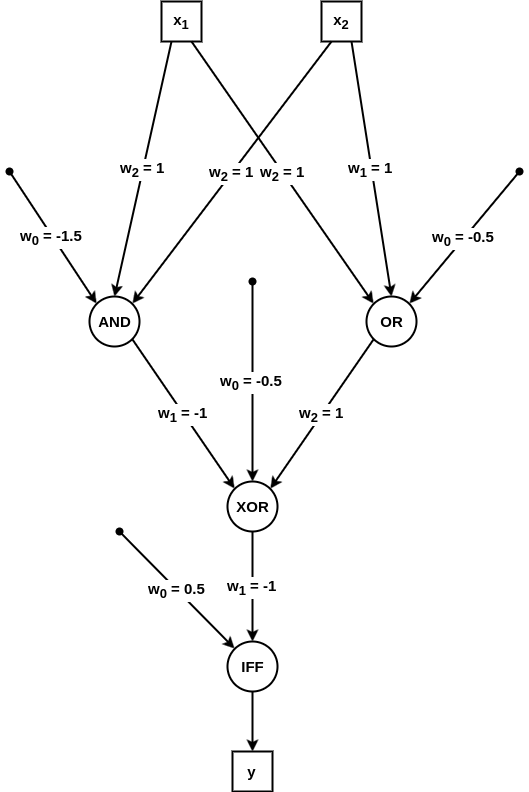 x1
x2
w2 = 1
w2 = 1
w2 = 1
w1 = 1
w0 = -1.5
w0 = -0.5
AND
OR
w0 = -0.5
w1 = -1
w2 = 1
XOR
w0 = 0.5
w1 = -1
IFF
y